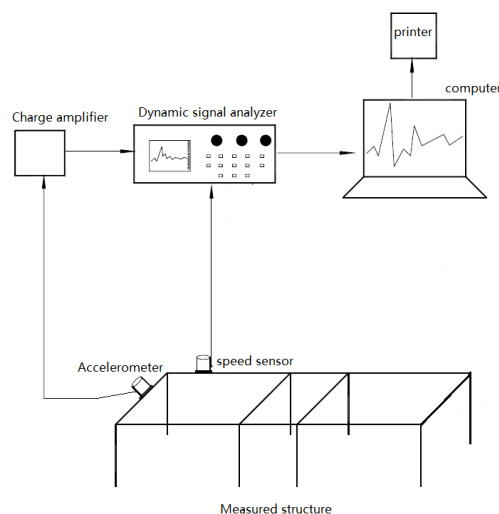 printer
computer
Charge amplifier
Dynamic signal analyzer
Accelerometer
speed sensor
Measured structure